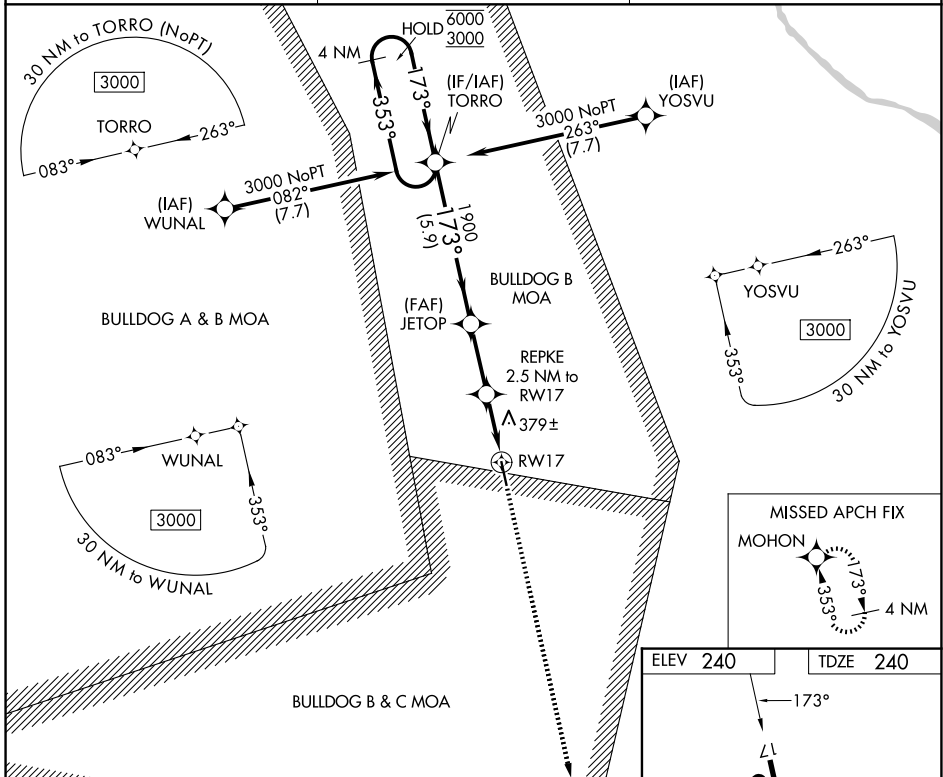 30 NM to TORRO (NoPT)
3000
TORRO
083°
263°
4 NM
HOLD
6000
3000
353°
173°
(IF/IAF)
TORRO
(IAF)
YOSVU
3000 NoPT
263°
(7.7)
3000 NoPT
082°
(7.7)
(IAF)
WUNAL
1900
173°
(5.9)
BULLDOG B
MOA
(FAF)
JETOP
BULLDOG A & B MOA
REPKE
2.5 NM to
RW17
379±
RW17
263°
YOSVU
3000
353°
30 NM to YOSVU
083°
WUNAL
3000
353°
30 NM to WUNAL
MISSED APCH FIX
MOHON
173°
353°
4 NM
BULLDOG B & C MOA
ELEV 240
TDZE 240
173°
17